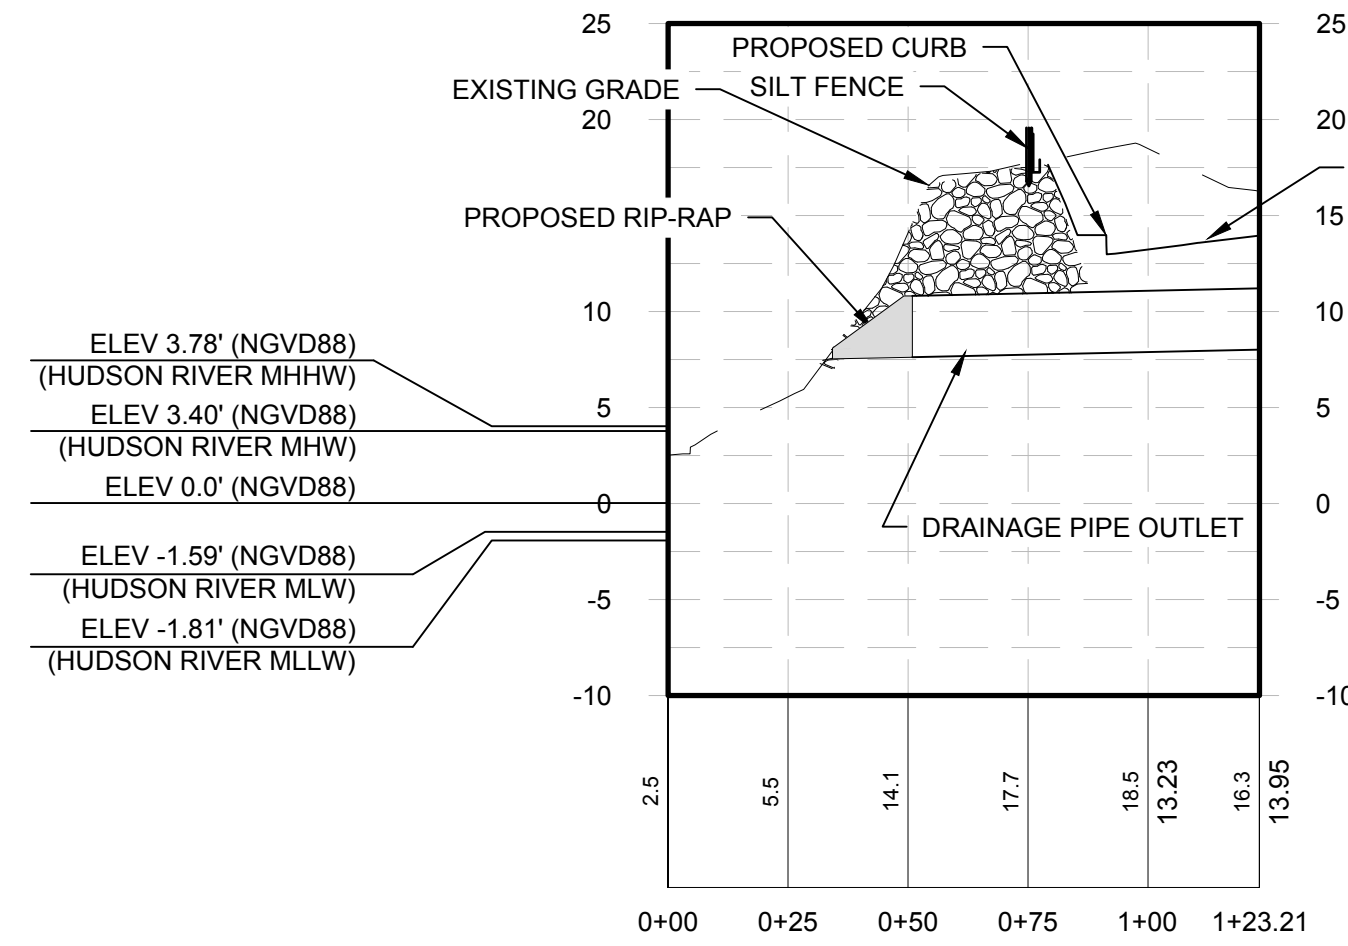 25
25
PROPOSED CURB
EXISTING GRADE
SILT FENCE
20
20
PROPOSED RIP-RAP
15
15
10
10
ELEV 3.78' (NGVD88)
(HUDSON RIVER MHHW)
ELEV 3.40' (NGVD88)
(HUDSON RIVER MHW)
5
5
ELEV 0.0' (NGVD88)
0
0
DRAINAGE PIPE OUTLET
ELEV -1.59' (NGVD88)
(HUDSON RIVER MLW)
-5
-5
ELEV -1.81' (NGVD88)
(HUDSON RIVER MLLW)
-10
-10
2.5
5.5
14.1
17.7
18.5
13.23
16.3
13.95
0+00
0+25
0+50
0+75
1+00
1+23.21